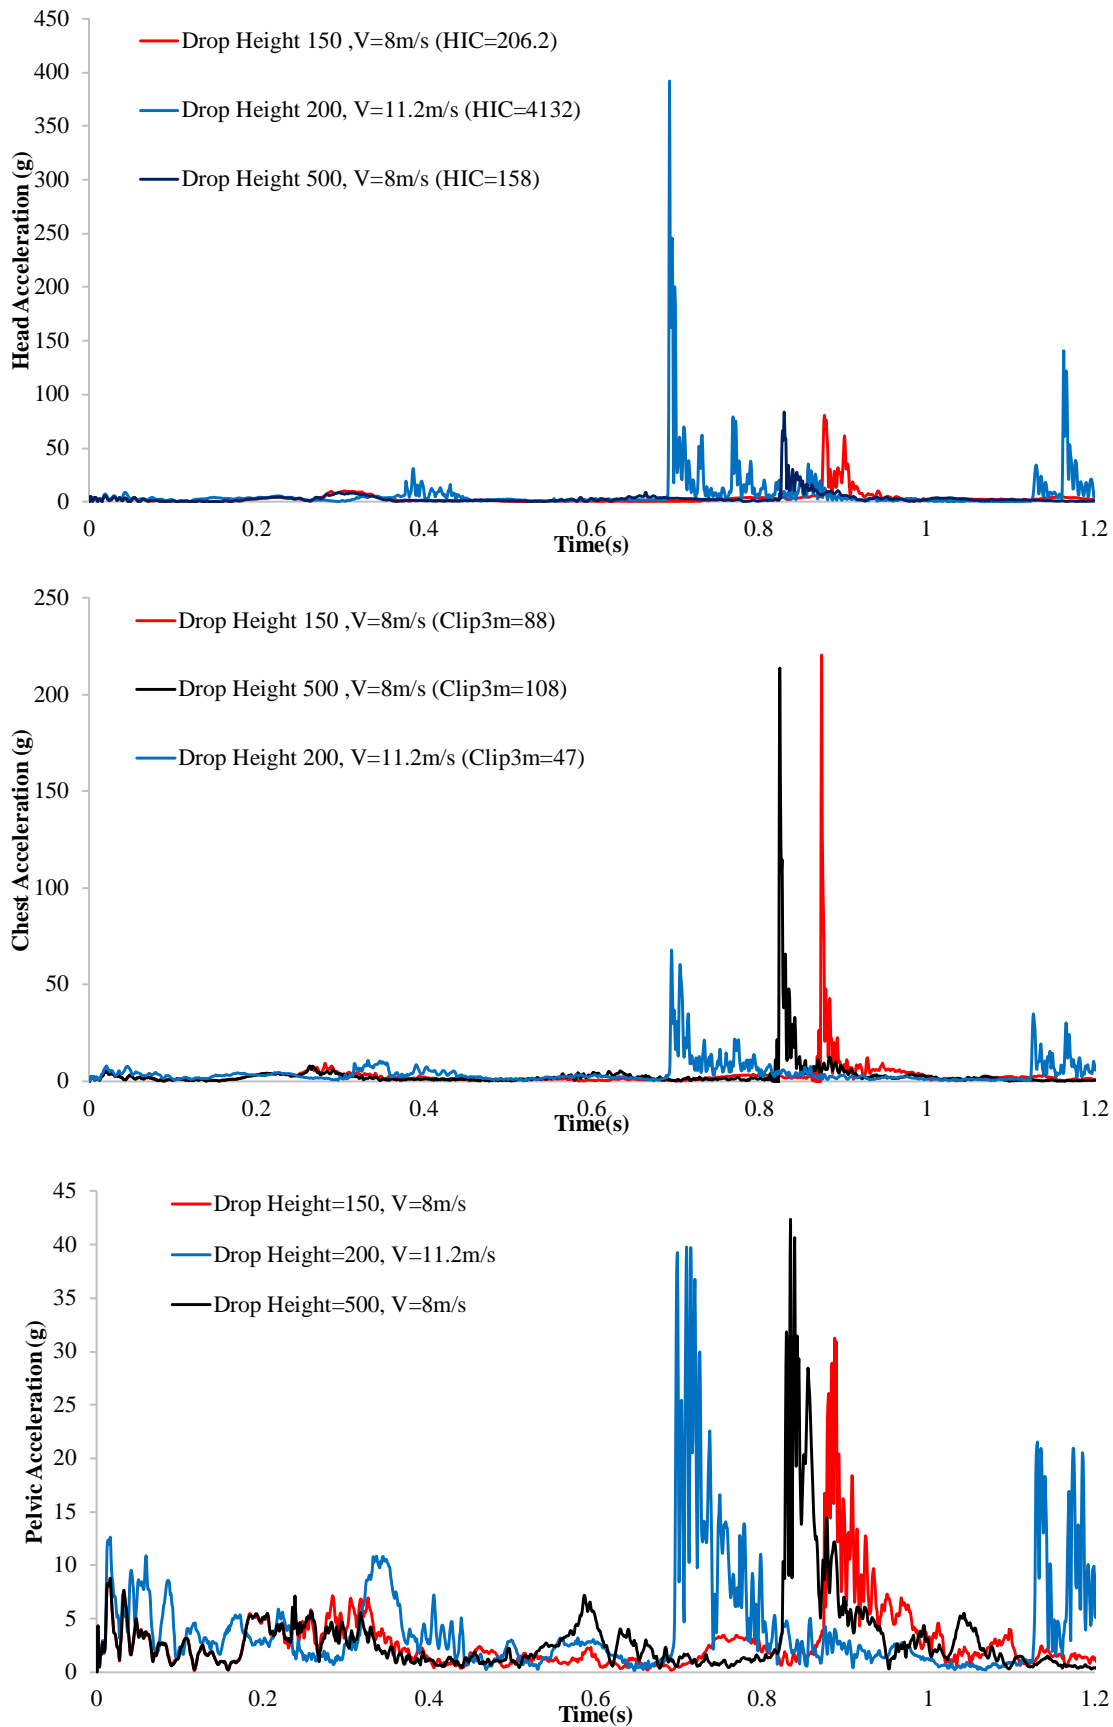 450
400
350
300
250
200
150
100
50
0
Head Acceleration (g)
Drop Height 150 ,V=8m/s (HIC=206.2)
Drop Height 200, V=11.2m/s (HIC=4132)
Drop Height 500, V=8m/s (HIC=158)
0 0.2 0.4 0.6 0.8 1 1.2
Time(s)
250
200
150
100
50
0
Chest Acceleration (g)
Drop Height 150 ,V=8m/s (Clip3m=88)
Drop Height 500 ,V=8m/s (Clip3m=108)
Drop Height 200, V=11.2m/s (Clip3m=47)
0 0.2 0.4 0.6 0.8 1 1.2
Time(s)
45
40
35
30
25
20
15
10
5
0
Pelvic Acceleration (g)
Drop Height=150, V=8m/s
Drop Height=200, V=11.2m/s
Drop Height=500, V=8m/s
0 0.2 0.4 0.6 0.8 1 1.2
Time(s)